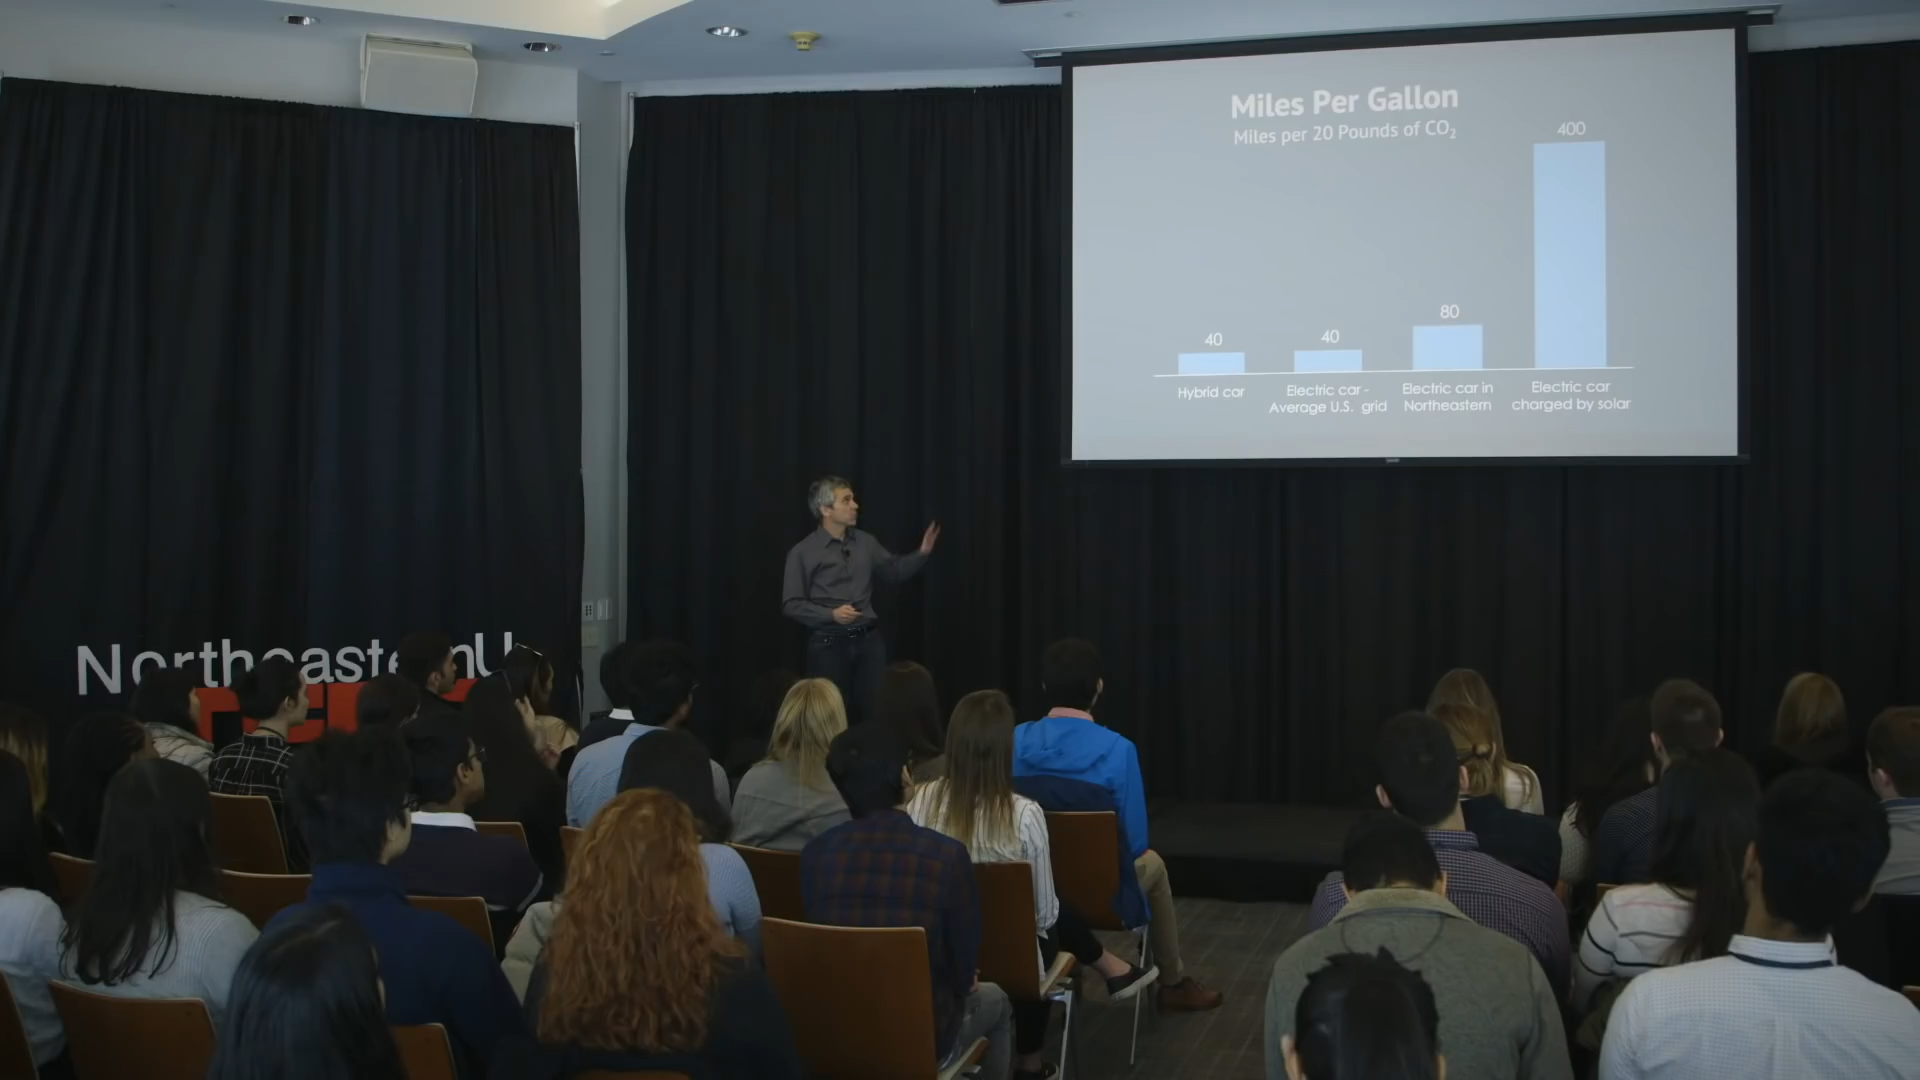 Miles Per Gallon
Miles per 20 Pounds of CO₂
400
80
40
40
Hybrid car
Electric car -
Average U.S. grid
Electric car in
Northeastern
Electric car
charged by solar
NortheasternU